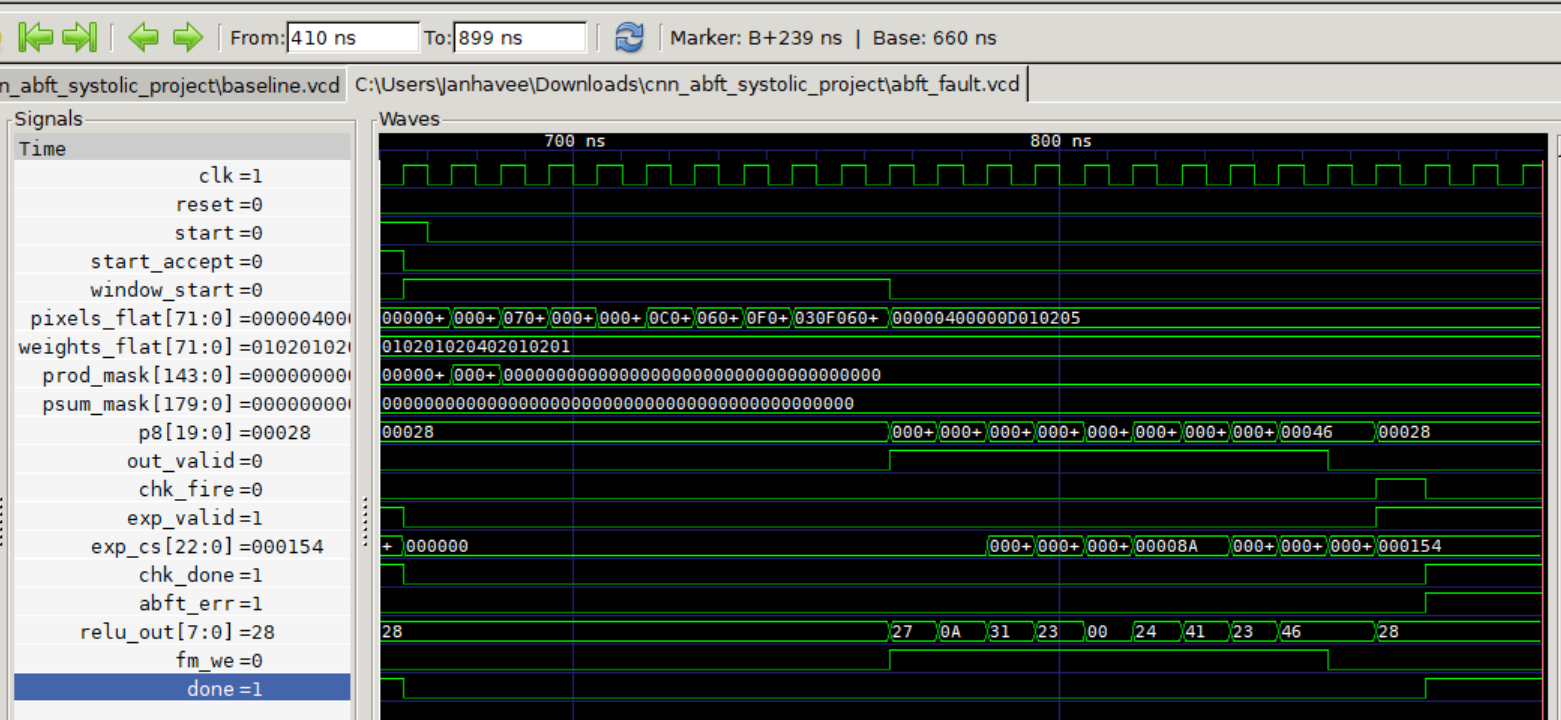 From: 410 ns To: 899 ns Marker: B+239 ns | Base: 660 ns
n_abft_systolic_project\baseline.vcd C:\Users\Janhavee\Downloads\cnn_abft_systolic_project\abft_fault.vcd
Signals Waves
Time 700 ns 800 ns
clk =1
reset =0
start =0
start_accept =0
window_start =0
pixels_flat[71:0] =000004000 00000+ 000+ 070+ 000+ 000+ 0C0+ 060+ 0F0+ 030F060+ 00000400000D010205
weights_flat[71:0] =010201020 010201020402010201
prod_mask[143:0] =000000000 00000+ 000+ 000000000000000000000000000000000000
psum_mask[179:0] =000000000 000000000000000000000000000000000000000000000
p8[19:0] =00028 00028 000+ 000+ 000+ 000+ 000+ 000+ 000+ 000+ 00046 00028
out_valid =0
chk_fire =0
exp_valid =1
exp_cs[22:0] =000154 + 000000 000+ 000+ 000+ 00008A 000+ 000+ 000+ 000154
chk_done =1
abft_err =1
relu_out[7:0] =28 28 27 0A 31 23 00 24 41 23 46 28
fm_we =0
done =1